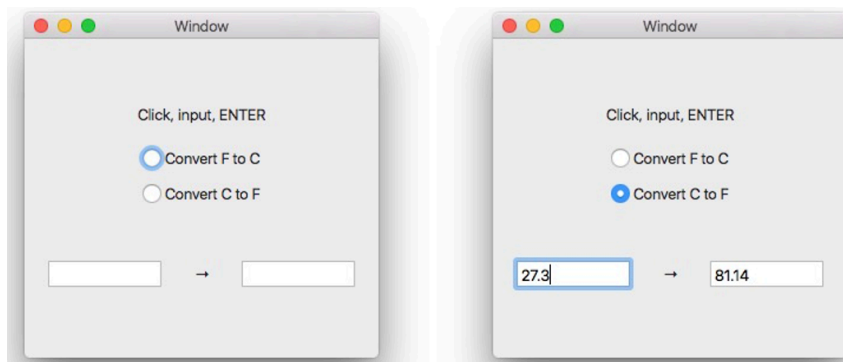 Window
Click, input, ENTER
Convert F to C
Convert C to F
→
Window
Click, input, ENTER
Convert F to C
Convert C to F
27.3 → 81.14